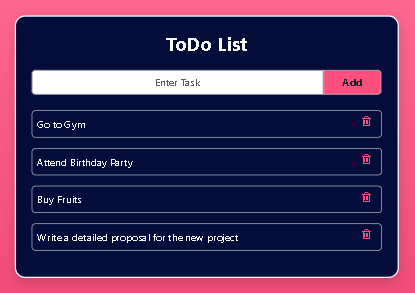 ToDo List
Enter Task
Add
Go to Gym
Attend Birthday Party
Buy Fruits
Write a detailed proposal for the new project